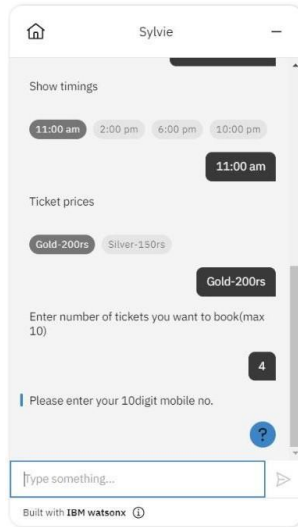 Sylvie
Show timings
11:00 am 2:00 pm 6:00 pm 10:00 pm
11:00 am
Ticket prices
Gold-200rs Silver-150rs
Gold-200rs
Enter number of tickets you want to book(max
10)
4
Please enter your 10digit mobile no.
?
Type something...
Built with IBM watsonx